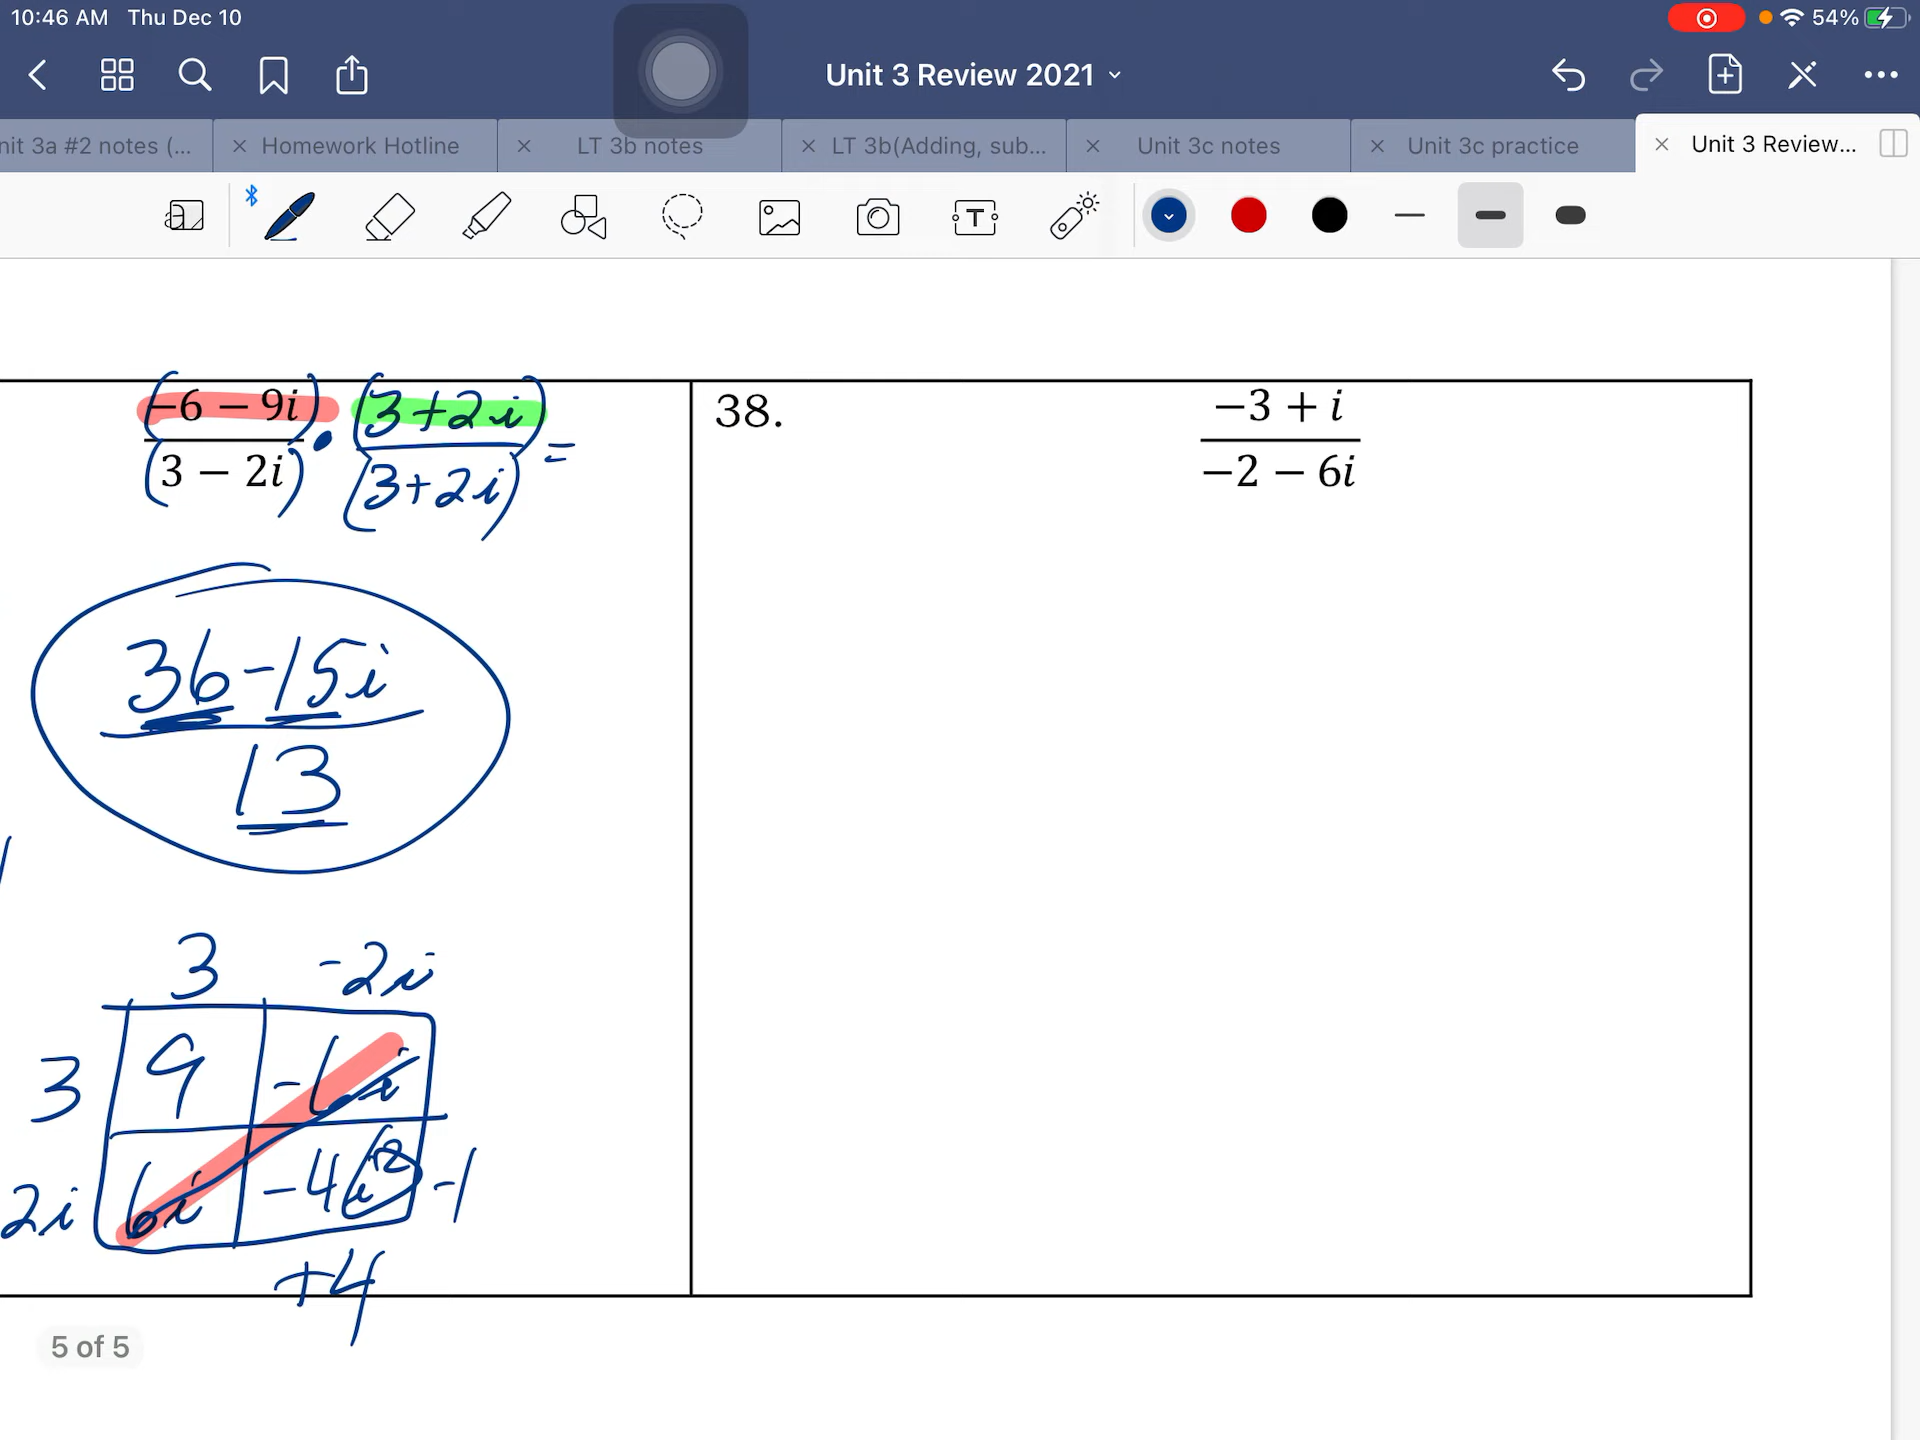 10:46 AM Thu Dec 10
54%
Unit 3 Review 2021
nit 3a #2 notes (...
Homework Hotline
LT 3b notes
LT 3b(Adding, sub...
Unit 3c notes
Unit 3c practice
Unit 3 Review...
a
T
(-6 − 9i) • (3+2i) =
(3 − 2i) (3+2i)
36-15i
13
3 -2i
3 9 -6i
2i 6i -4i² -1
+4
38.
−3 + i
−2 − 6i
5 of 5